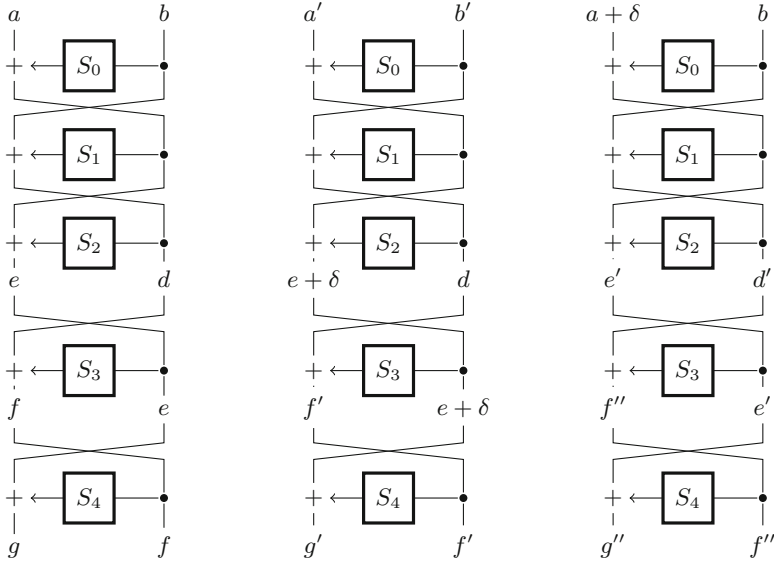 a b a′ b′ a + δ b
+ S₀ + S₀ + S₀
+ S₁ + S₁ + S₁
+ S₂ + S₂ + S₂
e d e + δ d e′ d′
+ S₃ + S₃ + S₃
f e f′ e + δ f″ e′
+ S₄ + S₄ + S₄
g f g′ f′ g″ f″